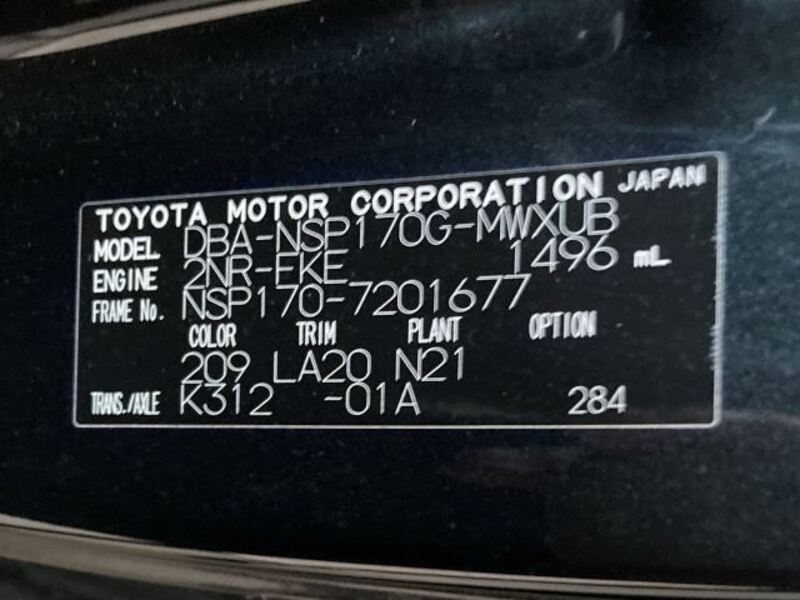 TOYOTA MOTOR CORPORATION JAPAN
MODEL DBA-NSP170G-MWXUB
ENGINE 2NR-FKE 1496 mL
FRAME No. NSP170-7201677
COLOR TRIM PLANT OPTION
209 LA20 N21
TRANS./AXLE K312 -01A 284